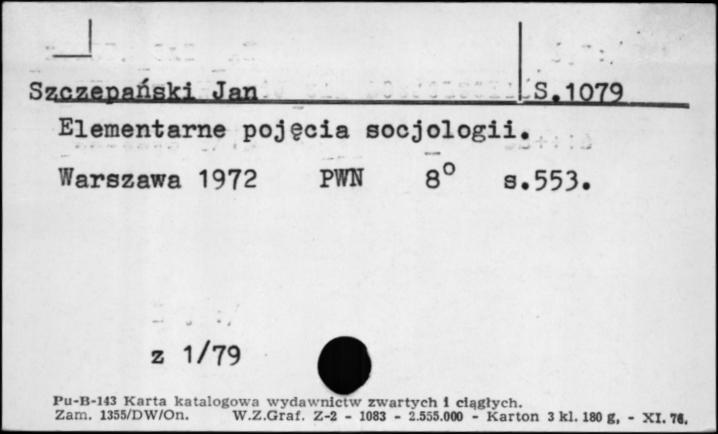 Szczepański Jan S.1079
Elementarne pojęcia socjologii.
Warszawa 1972 PWN 8° s.553.
z 1/79
Pu-B-143 Karta katalogowa wydawnictw zwartych i ciągłych.
Zam. 1355/DW/On. W.Z.Graf. Z-2 - 1083 - 2.555.000 - Karton 3 kl. 180 g. - XI. 76.